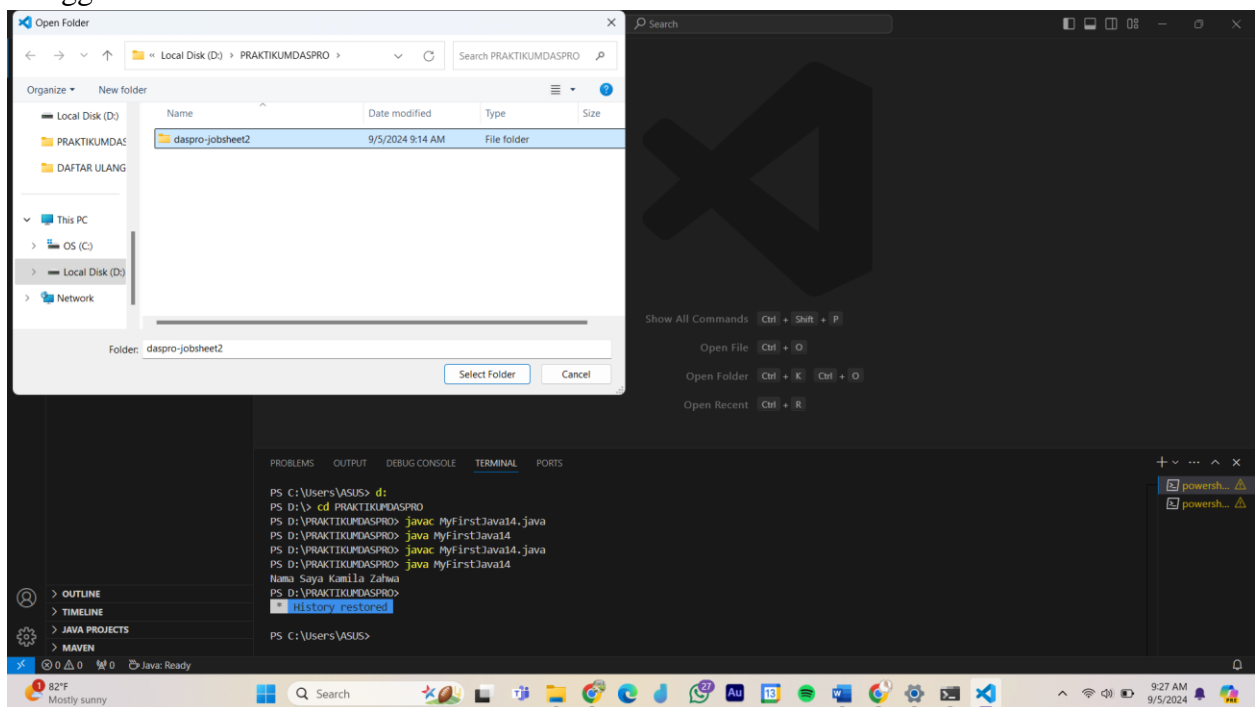 Open Folder
Search
« Local Disk (D:) > PRAKTIKUMDASPRO >
Search PRAKTIKUMDASPRO
Organize
New folder
Name
Date modified
Type
Size
Local Disk (D:)
PRAKTIKUMDAS
DAFTAR ULANG
This PC
OS (C:)
Local Disk (D:)
Network
daspro-jobsheet2
9/5/2024 9:14 AM
File folder
Folder: daspro-jobsheet2
Select Folder
Cancel
Show All Commands Ctrl + Shift + P
Open File Ctrl + O
Open Folder Ctrl + K Ctrl + O
Open Recent Ctrl + R
PROBLEMS OUTPUT DEBUG CONSOLE TERMINAL PORTS
PS C:\Users\ASUS> d:
PS D:\> cd PRAKTIKUMDASPRO
PS D:\PRAKTIKUMDASPRO> javac MyFirstJava14.java
PS D:\PRAKTIKUMDASPRO> java MyFirstJava14
PS D:\PRAKTIKUMDASPRO> javac MyFirstJava14.java
PS D:\PRAKTIKUMDASPRO> java MyFirstJava14
Nama Saya Kamila Zahwa
PS D:\PRAKTIKUMDASPRO>
* History restored
PS C:\Users\ASUS>
powersh...
powersh...
> OUTLINE
> TIMELINE
> JAVA PROJECTS
> MAVEN
0 0 0 Java: Ready
1
82°F
Mostly sunny
Search
27
Au
13
9:27 AM
9/5/2024
PRE